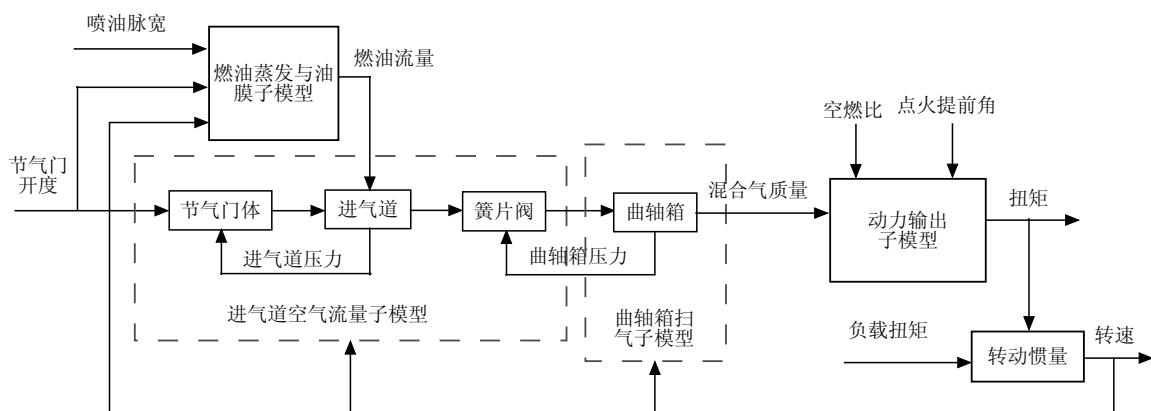 喷油脉宽
燃油蒸发与油
膜子模型
燃油流量
空燃比
点火提前角
节气门
开度
节气门体
进气道
簧片阀
曲轴箱
混合气质量
动力输出
子模型
扭矩
进气道压力
曲轴箱压力
进气道空气流量子模型
曲轴箱扫
气子模型
负载扭矩
转动惯量
转速